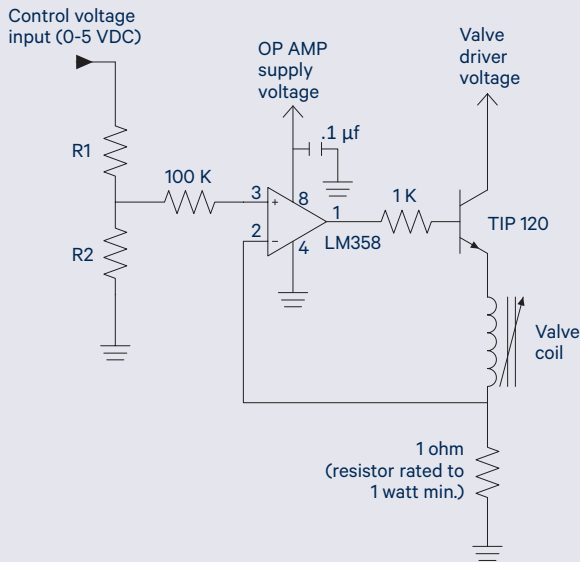 Control voltage
input (0-5 VDC)
OP AMP
supply
voltage
Valve
driver
voltage
.1 µf
R1
100 K
3
+
8
1
1 K
2
-
4
LM358
TIP 120
R2
Valve
coil
1 ohm
(resistor rated to
1 watt min.)